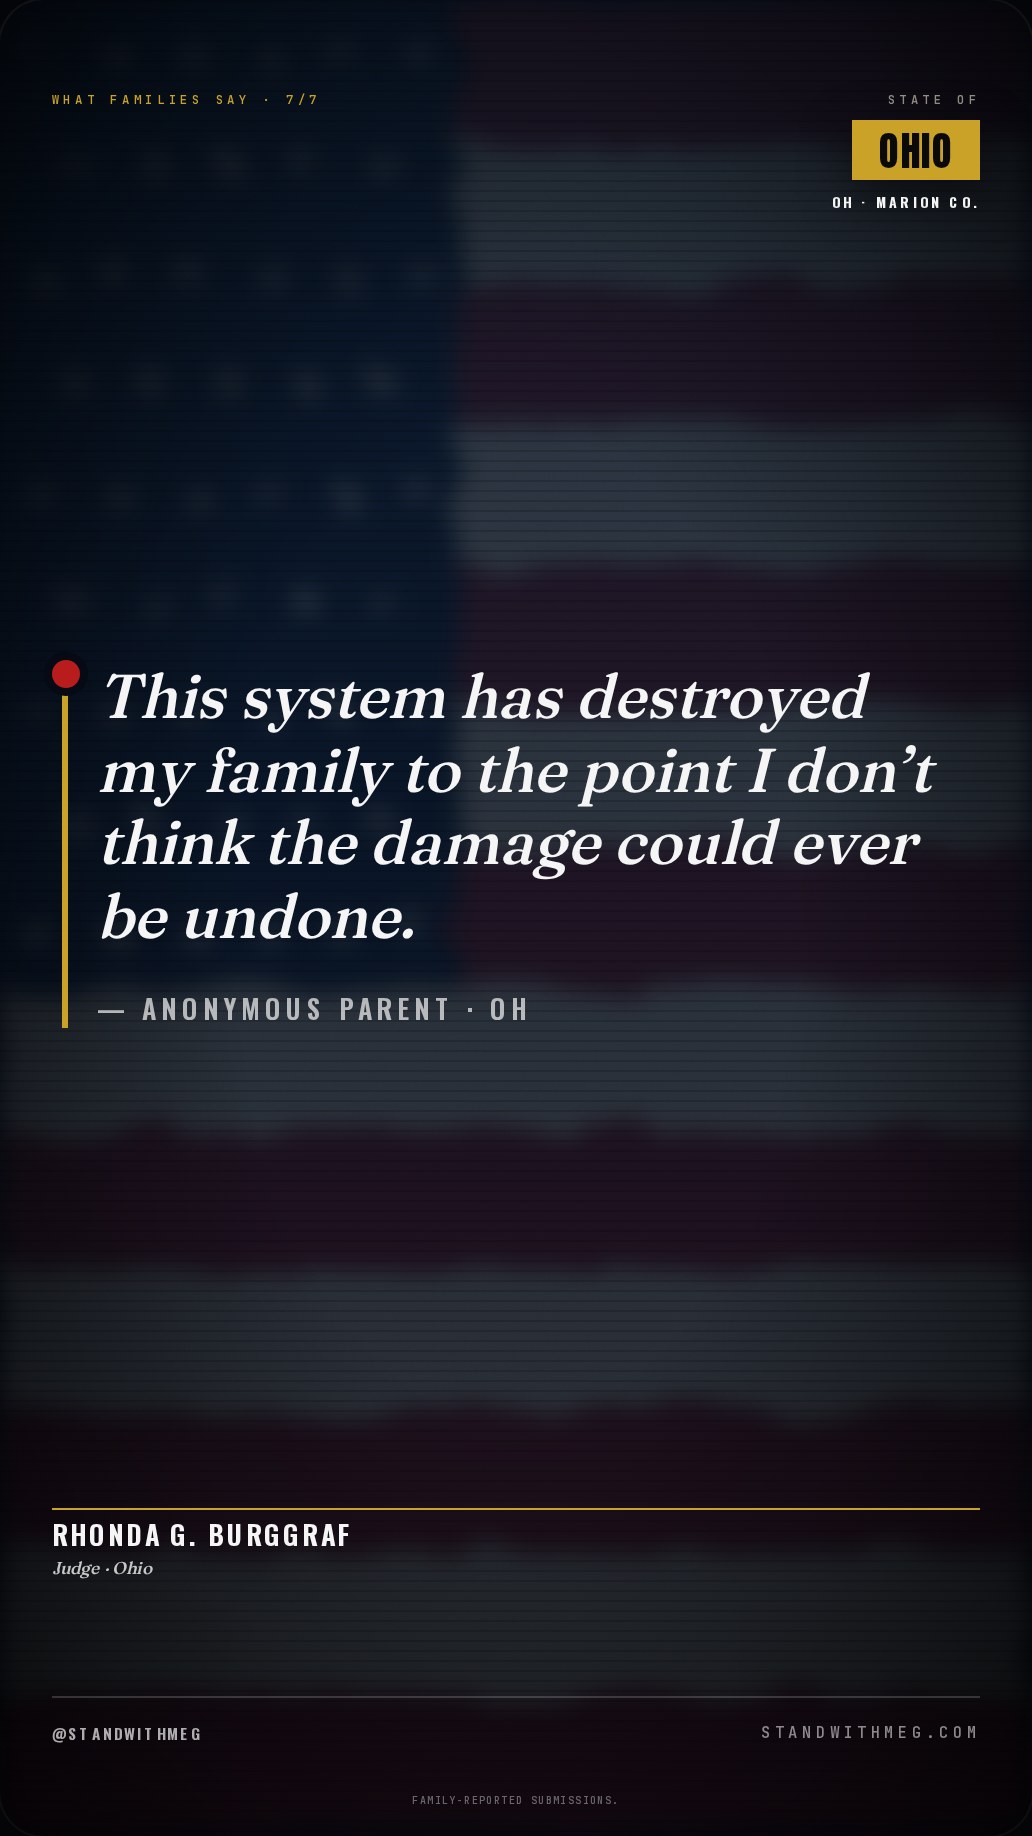 WHAT FAMILIES SAY · 7/7
STATE OF
OHIO
OH · MARION CO.
This system has destroyed
my family to the point I don’t
think the damage could ever
be undone.
— ANONYMOUS PARENT · OH
RHONDA G. BURGGRAF
Judge · Ohio
@STANDWITHMEG
STANDWITHMEG.COM
FAMILY-REPORTED SUBMISSIONS.